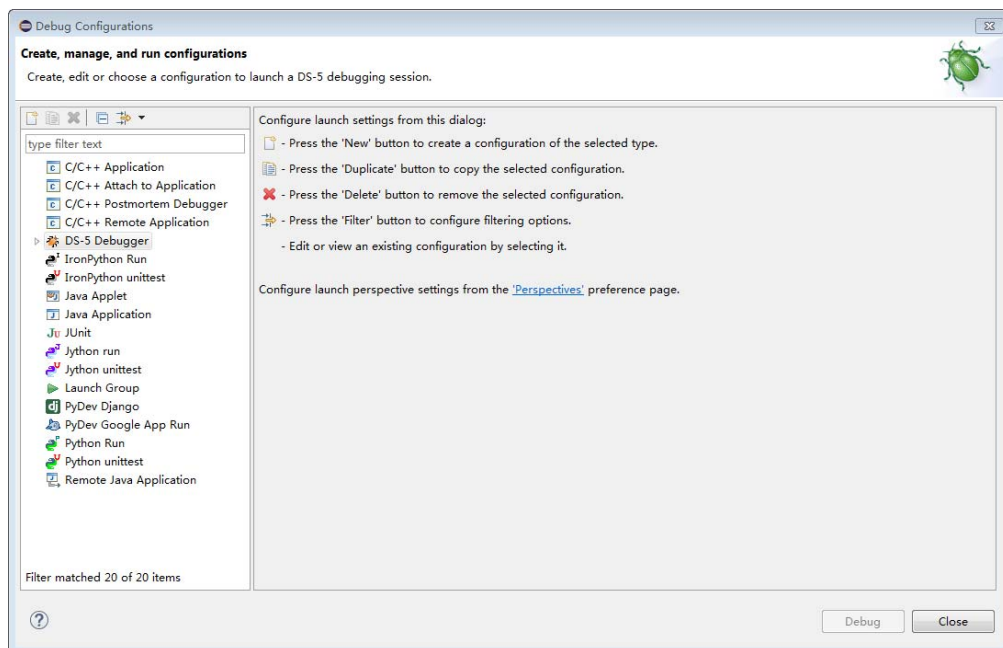 Debug Configurations
Create, manage, and run configurations
Create, edit or choose a configuration to launch a DS-5 debugging session.
type filter text
C/C++ Application
C/C++ Attach to Application
C/C++ Postmortem Debugger
C/C++ Remote Application
DS-5 Debugger
IronPython Run
IronPython unittest
Java Applet
Java Application
Ju JUnit
Jython run
Jython unittest
Launch Group
dj PyDev Django
PyDev Google App Run
Python Run
Python unittest
Remote Java Application
Filter matched 20 of 20 items
Configure launch settings from this dialog:
- Press the 'New' button to create a configuration of the selected type.
- Press the 'Duplicate' button to copy the selected configuration.
- Press the 'Delete' button to remove the selected configuration.
- Press the 'Filter' button to configure filtering options.
- Edit or view an existing configuration by selecting it.
Configure launch perspective settings from the 'Perspectives' preference page.
Debug
Close